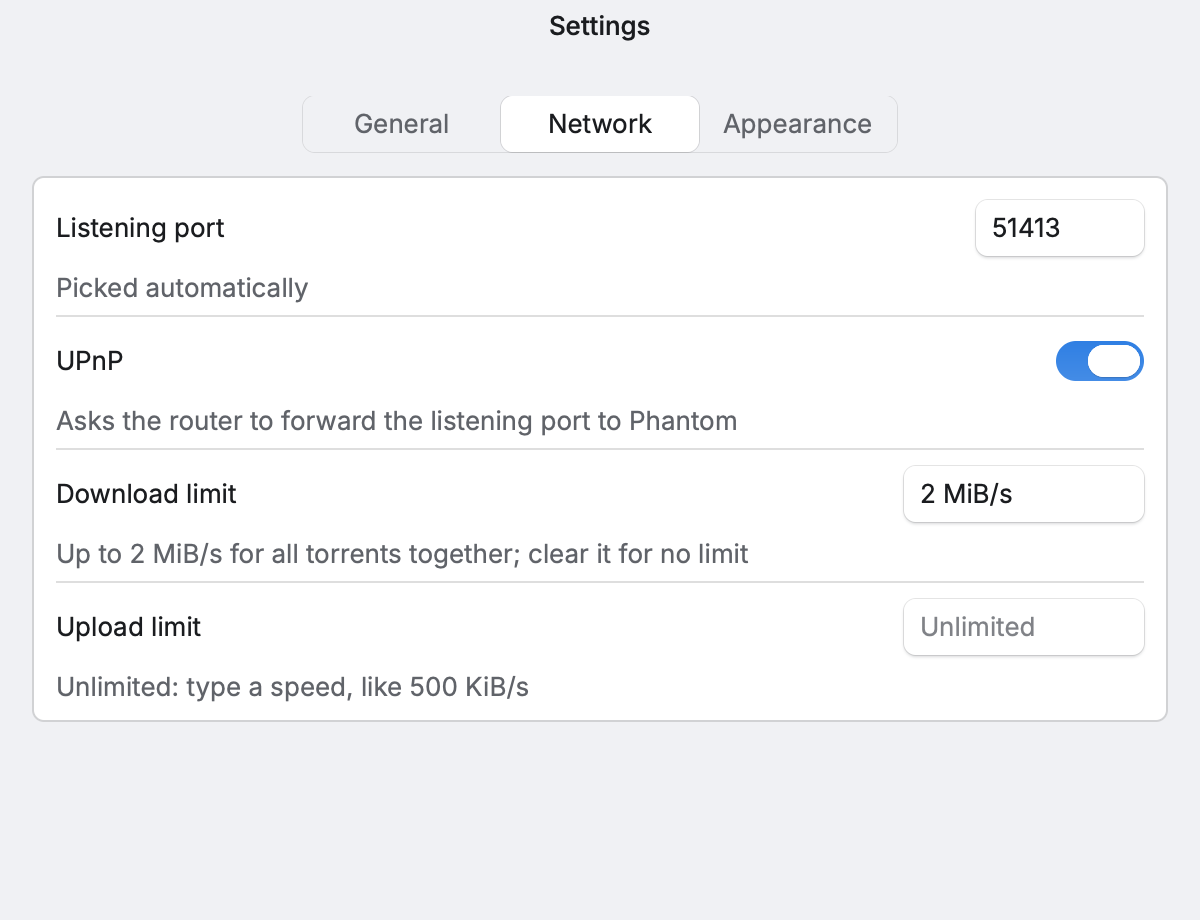 Settings
General
Network
Appearance
Listening port
51413
Picked automatically
UPnP
Asks the router to forward the listening port to Phantom
Download limit
2 MiB/s
Up to 2 MiB/s for all torrents together; clear it for no limit
Upload limit
Unlimited
Unlimited: type a speed, like 500 KiB/s